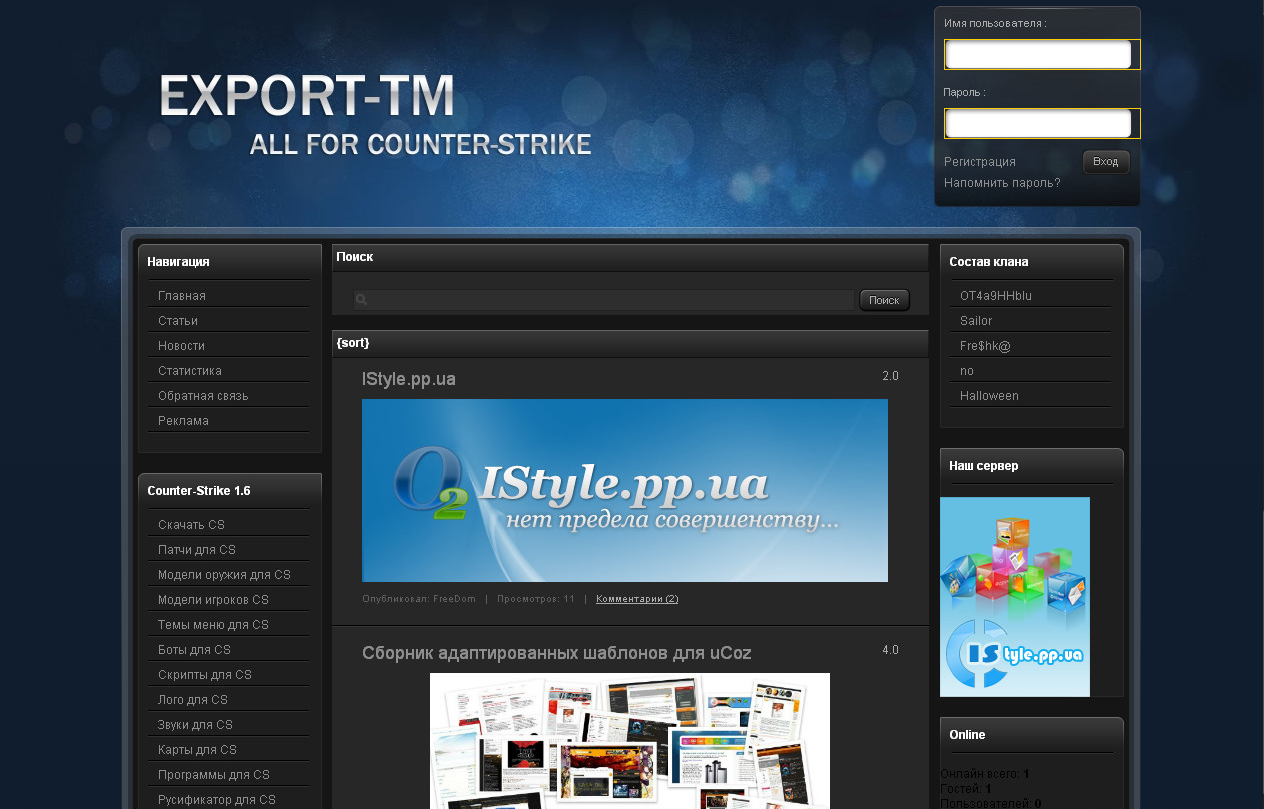 EXPORT-TM
ALL FOR COUNTER-STRIKE
Имя пользователя :
Пароль :
Регистрация
Вход
Напомнить пароль?
Навигация
Главная
Статьи
Новости
Статистика
Обратная связь
Реклама
Counter-Strike 1.6
Скачать CS
Патчи для CS
Модели оружия для CS
Модели игроков CS
Темы меню для CS
Боты для CS
Скрипты для CS
Лого для CS
Звуки для CS
Карты для CS
Программы для CS
Русификатор для CS
Поиск
Поиск
{sort}
IStyle.pp.ua 2.0
O2 IStyle.pp.ua
нет предела совершенству...
Опубликовал: FreeDom | Просмотров: 11 | Комментарии (2)
Сборник адаптированных шаблонов для uCoz 4.0
Состав клана
OT4a9HHblu
Sailor
Fre$hk@
no
Halloween
Наш сервер
IStyle.pp.ua
Online
Онлайн всего: 1
Гостей: 1
Пользователей: 0